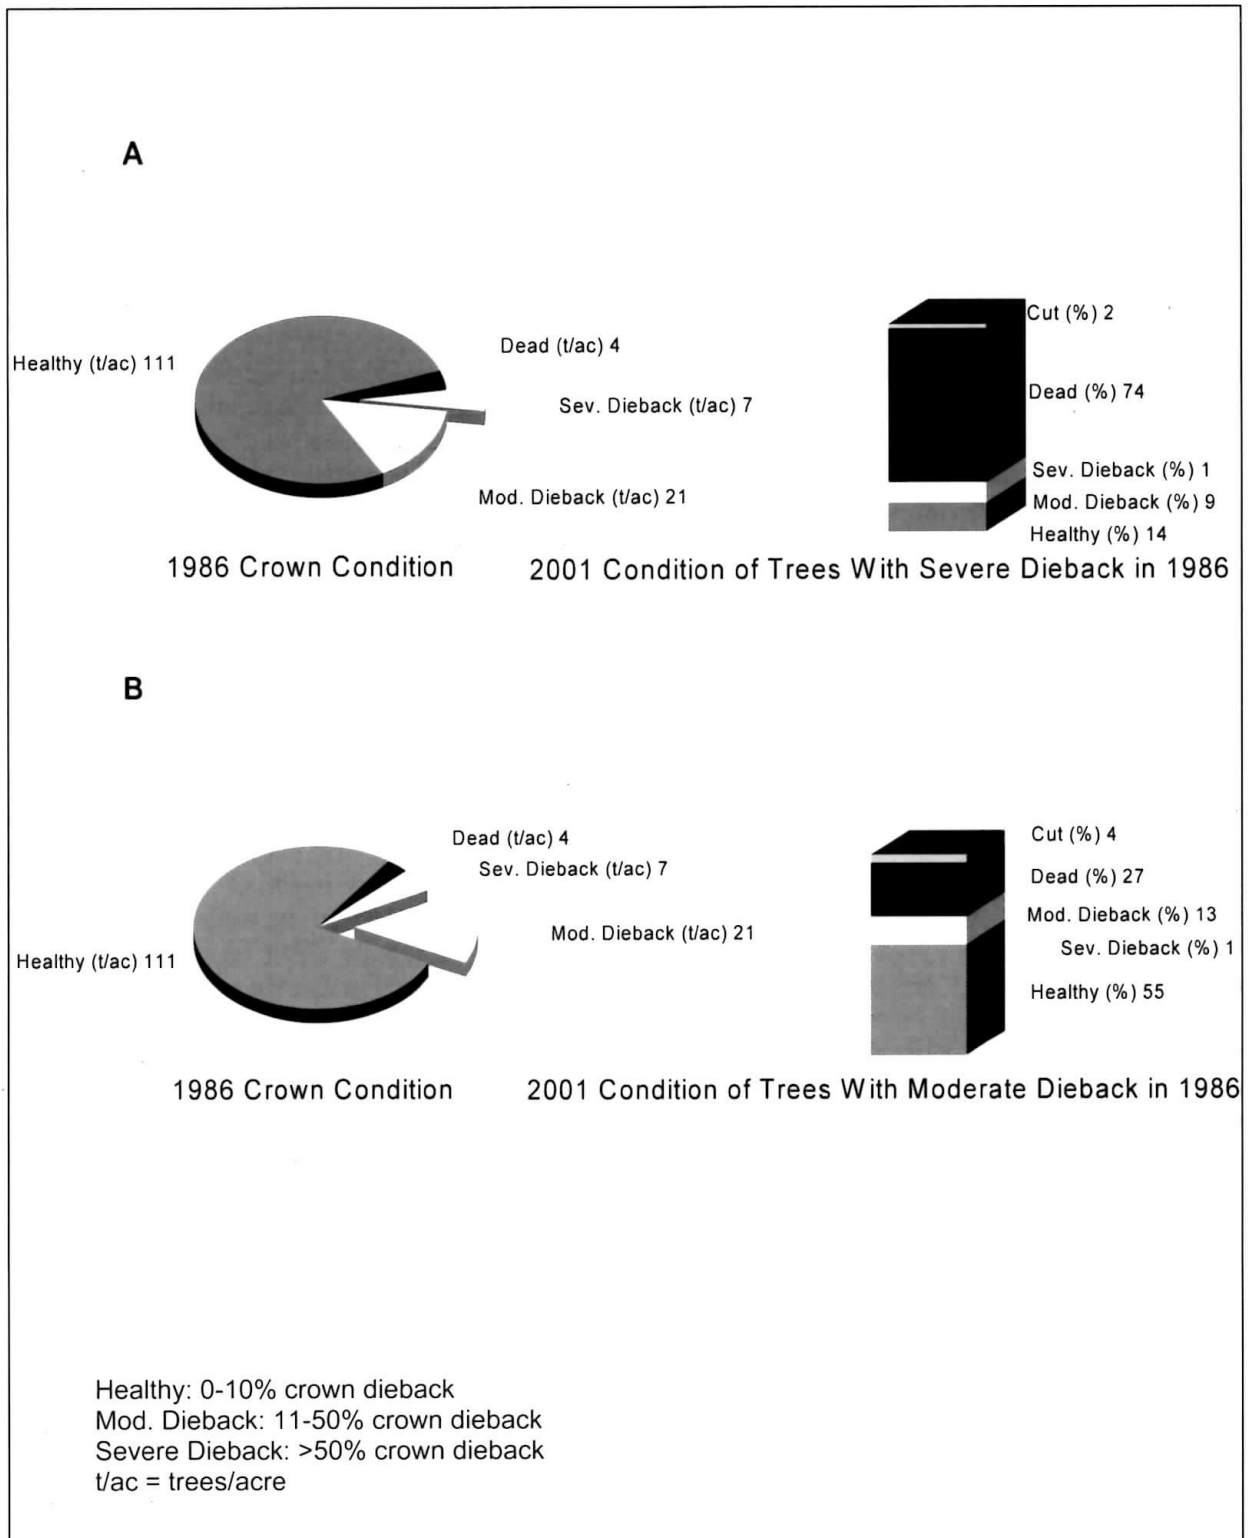 A
Healthy (t/ac) 111
Dead (t/ac) 4
Sev. Dieback (t/ac) 7
Mod. Dieback (t/ac) 21
1986 Crown Condition
Cut (%) 2
Dead (%) 74
Sev. Dieback (%) 1
Mod. Dieback (%) 9
Healthy (%) 14
2001 Condition of Trees With Severe Dieback in 1986
B
Dead (t/ac) 4
Sev. Dieback (t/ac) 7
Mod. Dieback (t/ac) 21
Healthy (t/ac) 111
1986 Crown Condition
Cut (%) 4
Dead (%) 27
Mod. Dieback (%) 13
Sev. Dieback (%) 1
Healthy (%) 55
2001 Condition of Trees With Moderate Dieback in 1986
Healthy: 0-10% crown dieback
Mod. Dieback: 11-50% crown dieback
Severe Dieback: >50% crown dieback
t/ac = trees/acre